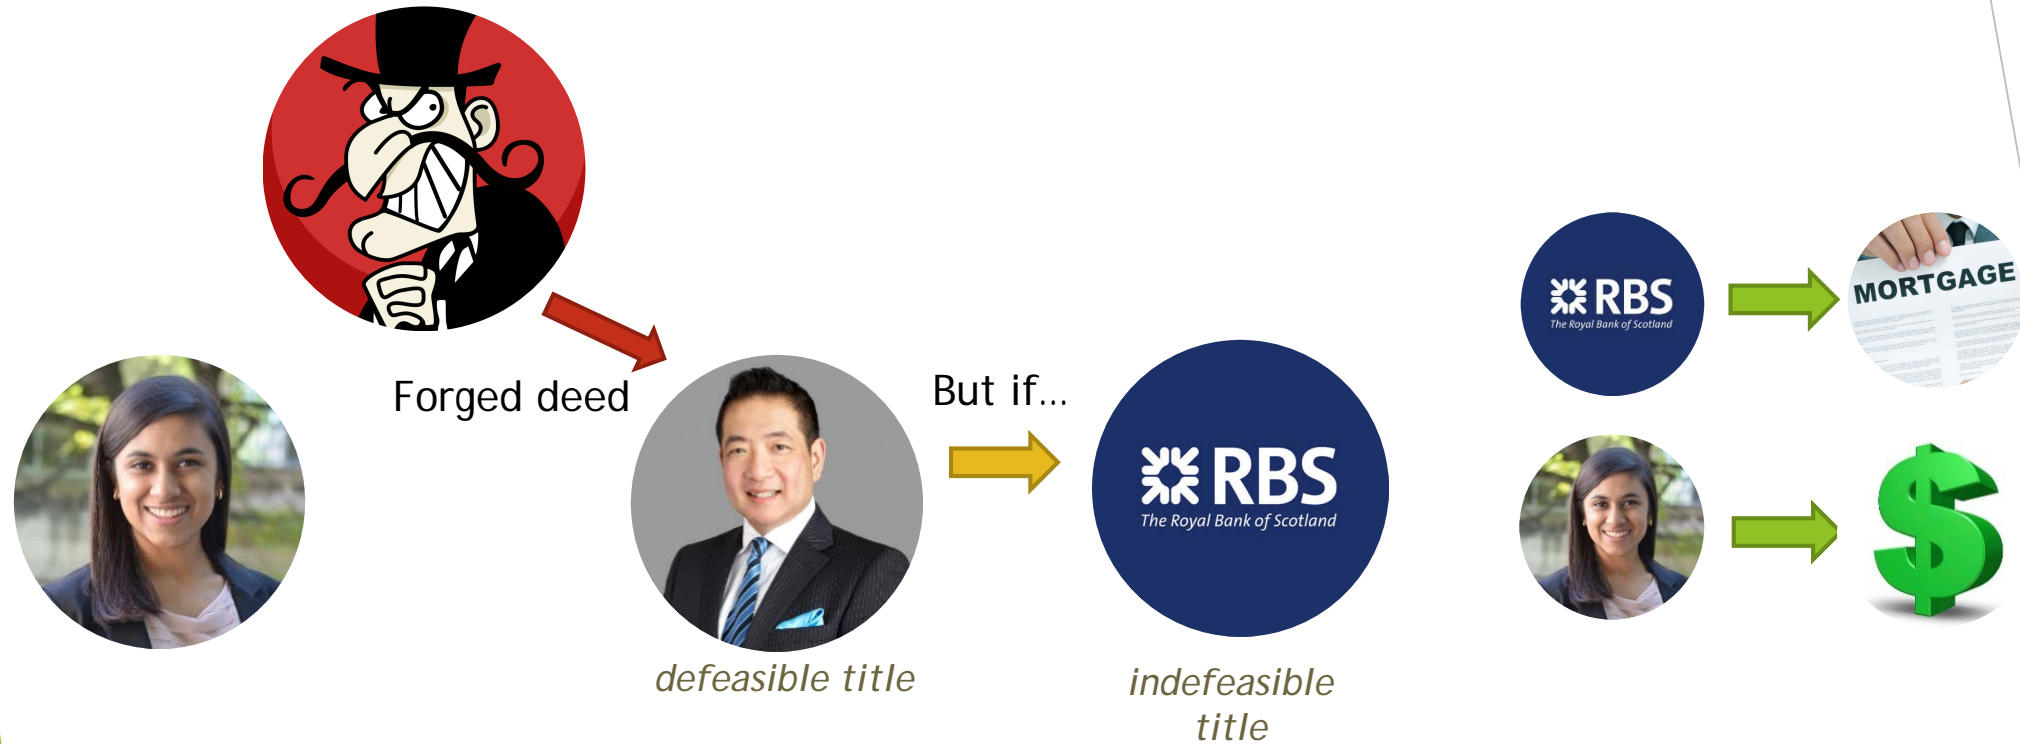 Forged deed
But if...
RBS
The Royal Bank of Scotland
defeasible title
indefeasible
title
RBS
The Royal Bank of Scotland
MORTGAGE